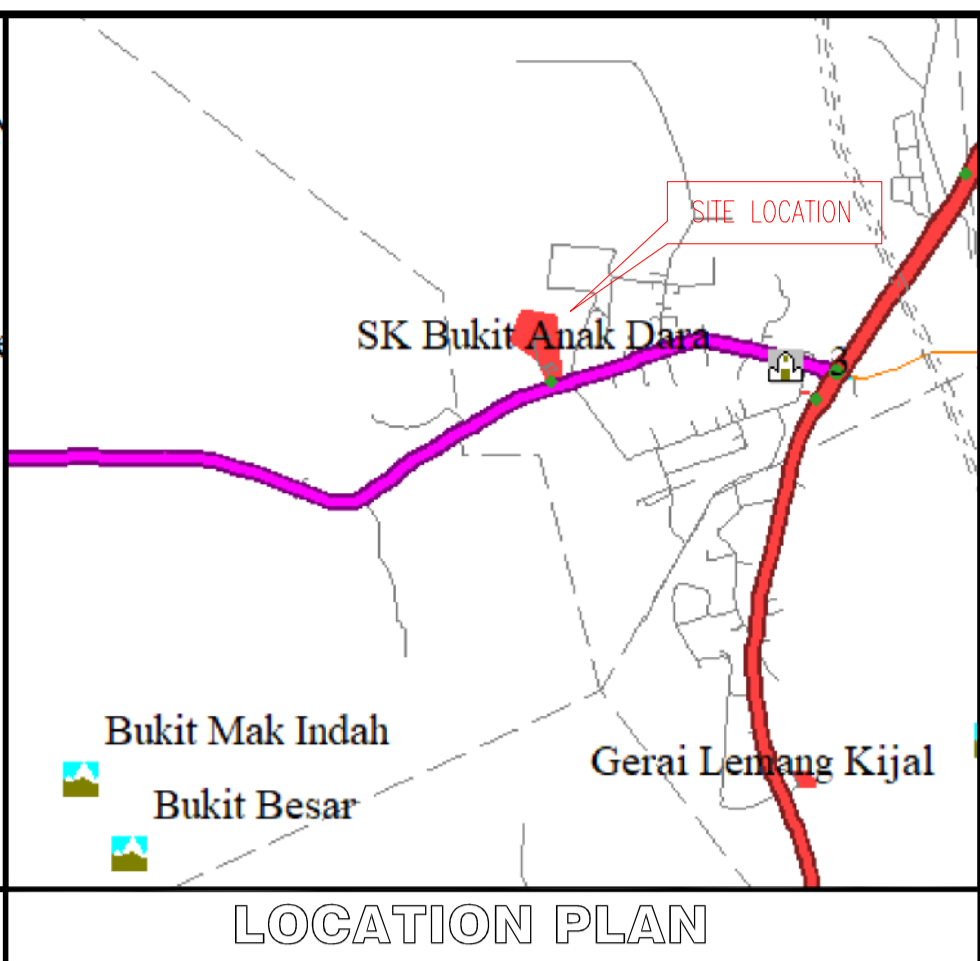 SITE LOCATION
SK Bukit Anak Dara
3
Bukit Mak Indah
Gerai Lemang Kijal
Bukit Besar
LOCATION PLAN